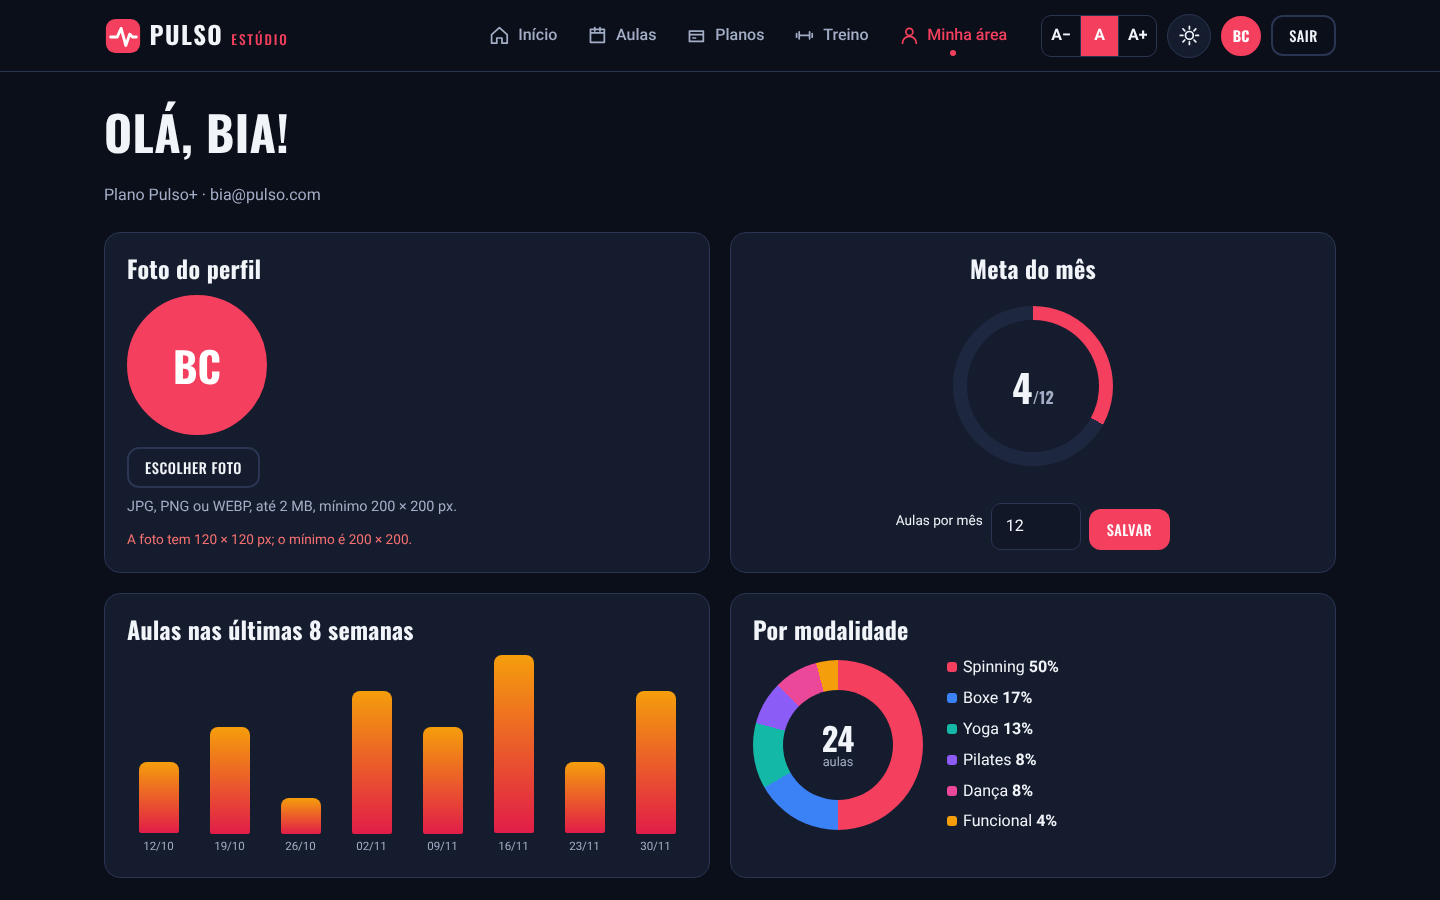 PULSO ESTÚDIO
Início
Aulas
Planos
Treino
Minha área
A−
A
A+
BC
SAIR
OLÁ, BIA!
Plano Pulso+ · bia@pulso.com
Foto do perfil
BC
ESCOLHER FOTO
JPG, PNG ou WEBP, até 2 MB, mínimo 200 × 200 px.
A foto tem 120 × 120 px; o mínimo é 200 × 200.
Meta do mês
4/12
Aulas por mês
12
SALVAR
Aulas nas últimas 8 semanas
12/10
19/10
26/10
02/11
09/11
16/11
23/11
30/11
Por modalidade
24
aulas
Spinning 50%
Boxe 17%
Yoga 13%
Pilates 8%
Dança 8%
Funcional 4%